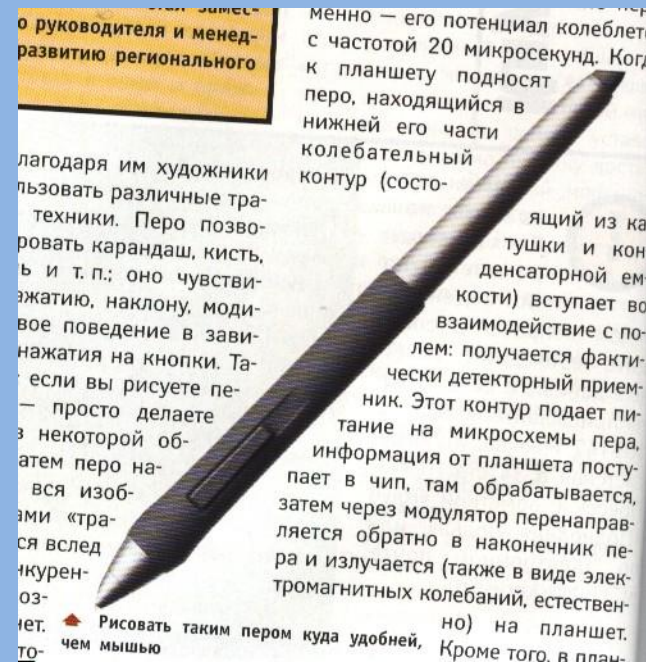 о руководителя и менед-
развитию регионального
лагодаря им художники
льзовать различные тра-
техники. Перо позво-
ровать карандаш, кисть,
ь и т. п.; оно чувстви-
ажатию, наклону, моди-
вое поведение в зави-
нажатия на кнопки. Та-
если вы рисуете пе-
— просто делаете
в некоторой об-
атем перо на-
вся изоб-
ами «тра-
ся вслед
нкурен-
оз-
нет.
то-
менно — его потенциал колеблетс
с частотой 20 микросекунд. Когд
к планшету подносят
перо, находящийся в
нижней его части
колебательный
контур (состо-
ящий из ка
тушки и кон
денсаторной ем
кости) вступает во
взаимодействие с по-
лем: получается факти-
чески детекторный прием-
ник. Этот контур подает пи-
тание на микросхемы пера,
информация от планшета посту-
пает в чип, там обрабатывается,
затем через модулятор перенаправ-
ляется обратно в наконечник пе-
ра и излучается (также в виде элек-
тромагнитных колебаний, естествен-
но) на планшет.
Кроме того, в план-
Рисовать таким пером куда удобней,
чем мышью